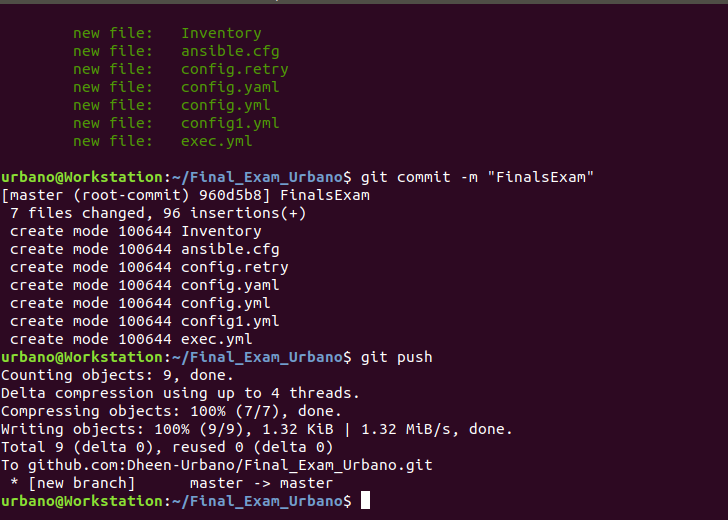 new file:   Inventory
new file:   ansible.cfg
new file:   config.retry
new file:   config.yaml
new file:   config.yml
new file:   config1.yml
new file:   exec.yml
urbano@Workstation:~/Final_Exam_Urbano$ git commit -m "FinalsExam"
[master (root-commit) 960d5b8] FinalsExam
 7 files changed, 96 insertions(+)
 create mode 100644 Inventory
 create mode 100644 ansible.cfg
 create mode 100644 config.retry
 create mode 100644 config.yaml
 create mode 100644 config.yml
 create mode 100644 config1.yml
 create mode 100644 exec.yml
urbano@Workstation:~/Final_Exam_Urbano$ git push
Counting objects: 9, done.
Delta compression using up to 4 threads.
Compressing objects: 100% (7/7), done.
Writing objects: 100% (9/9), 1.32 KiB | 1.32 MiB/s, done.
Total 9 (delta 0), reused 0 (delta 0)
To github.com:Dheen-Urbano/Final_Exam_Urbano.git
 * [new branch]      master -> master
urbano@Workstation:~/Final_Exam_Urbano$